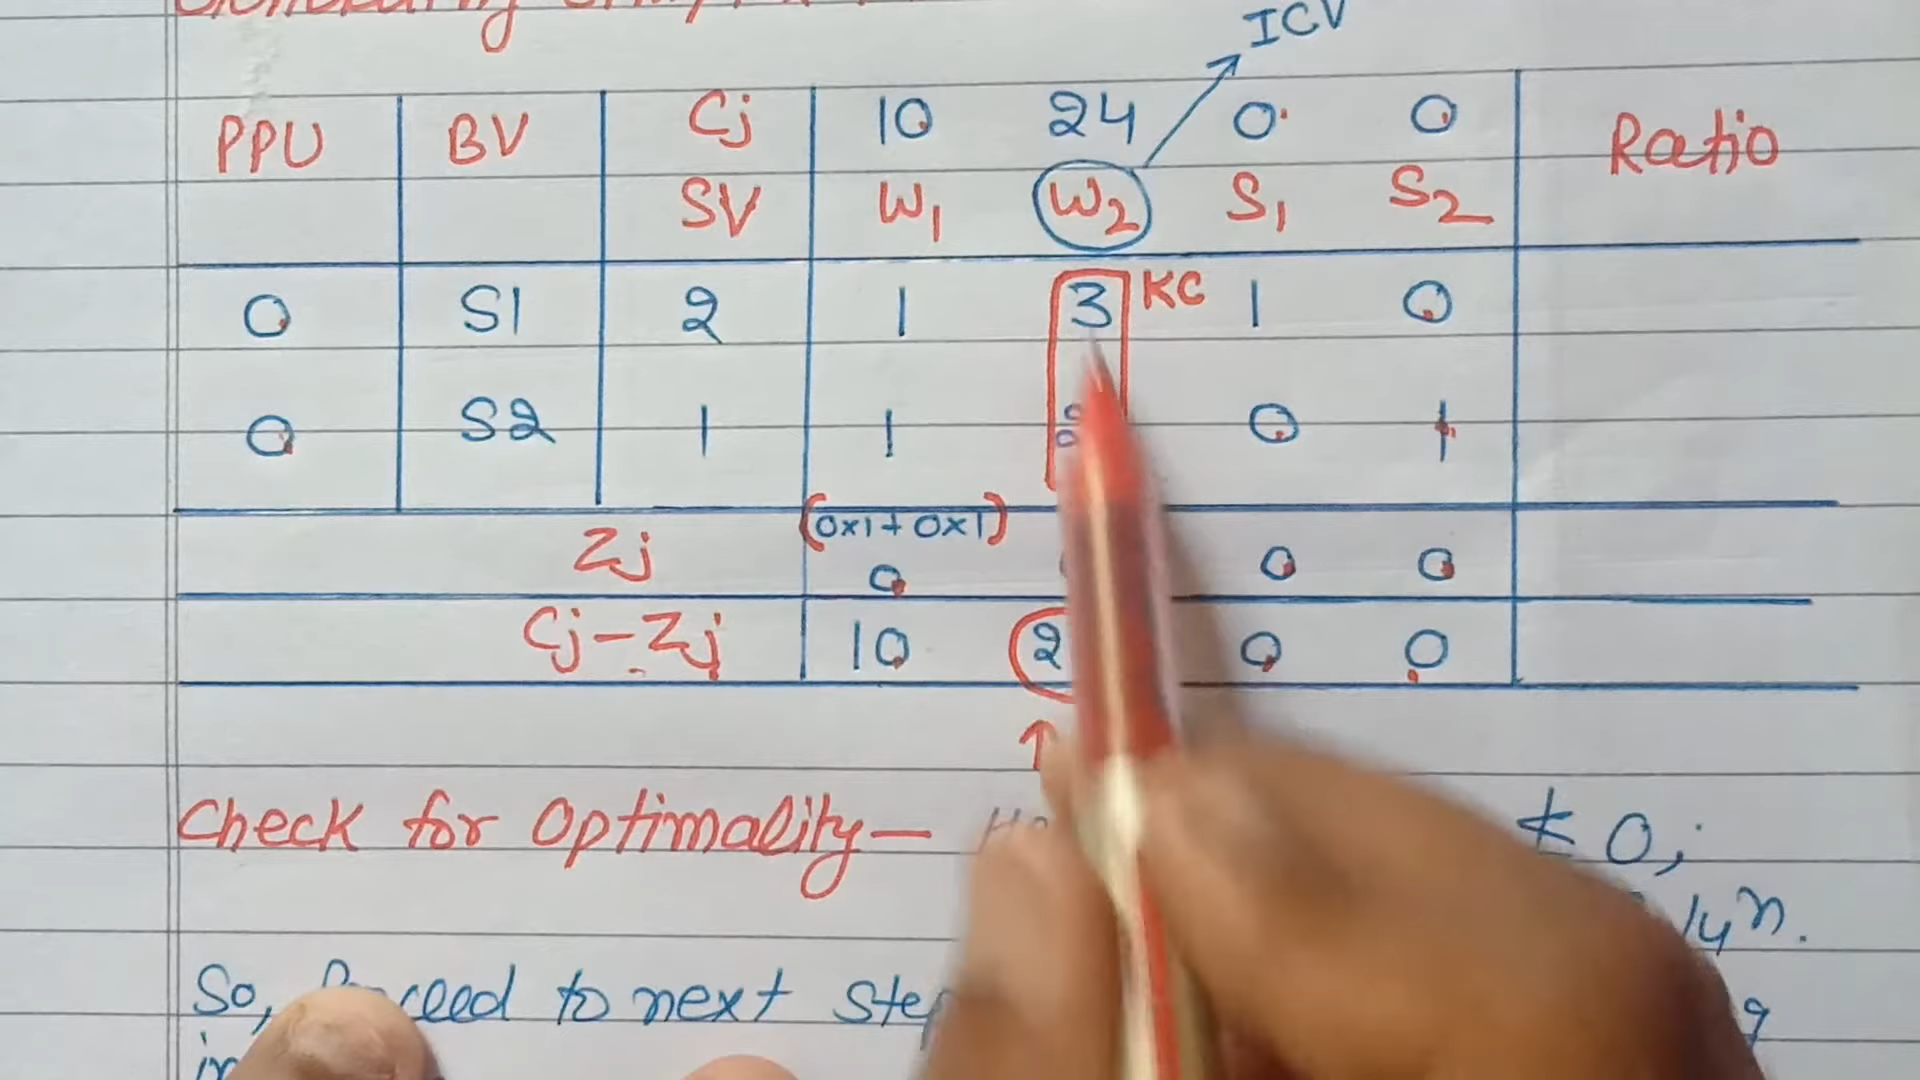 ICV
PPU BV Cj 10 24 0 0 Ratio
SV W1 W2 S1 S2
0 S1 2 1 3 KC 1 0
0 S2 1 1 0 1
(0x1 + 0x1)
Zj 0 0 0
Cj-Zj 10 2 0 0
↑
Check for Optimality— ≰ 0;
So, to next